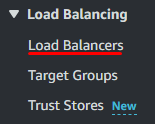 Load Balancing
Load Balancers
Target Groups
Trust Stores New